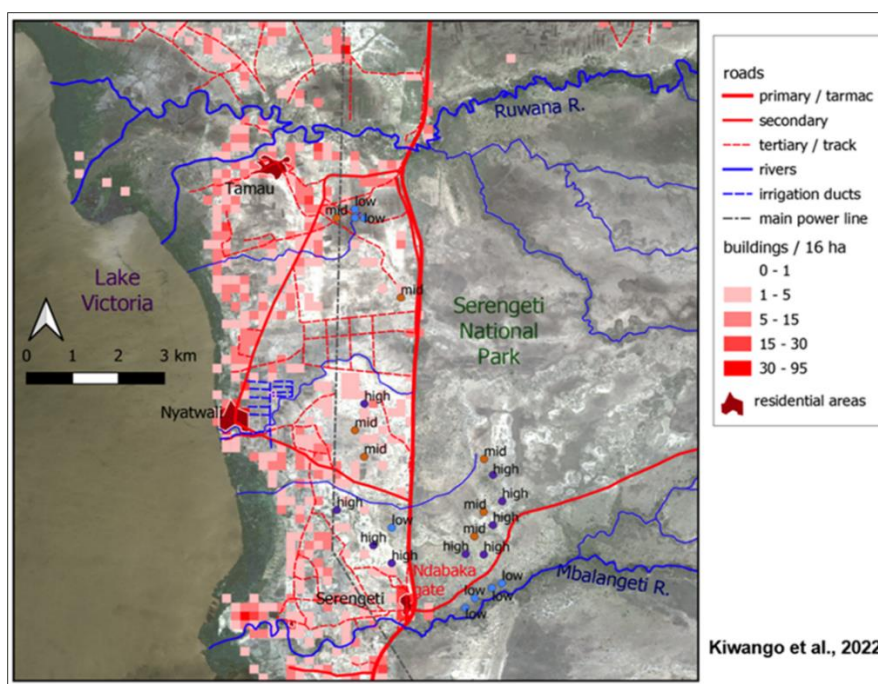 Ruwana R.
Tamau
low
mid
low
Lake
Victoria
mid
Serengeti
National
Park
0 1 2 3 km
high
Nyatwali
mid
mid
mid
high
high
high
mid
low
high
mid
high
high
high
high
Ndabaka
gate
Serengeti
low
low
low
low
Mbalangeti R.
roads
primary / tarmac
secondary
tertiary / track
rivers
irrigation ducts
main power line
buildings / 16 ha
0 - 1
1 - 5
5 - 15
15 - 30
30 - 95
residential areas
Kiwango et al., 2022